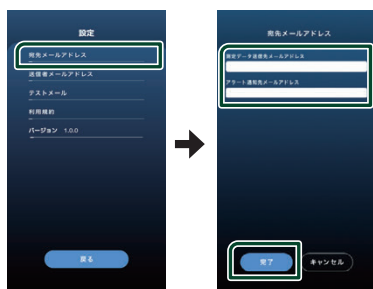 設定
宛先メールアドレス
送信者メールアドレス
テストメール
利用規約
バージョン 1.0.0
戻る
宛先メールアドレス
測定データ送信先メールアドレス
アラート通知先メールアドレス
完了
キャンセル